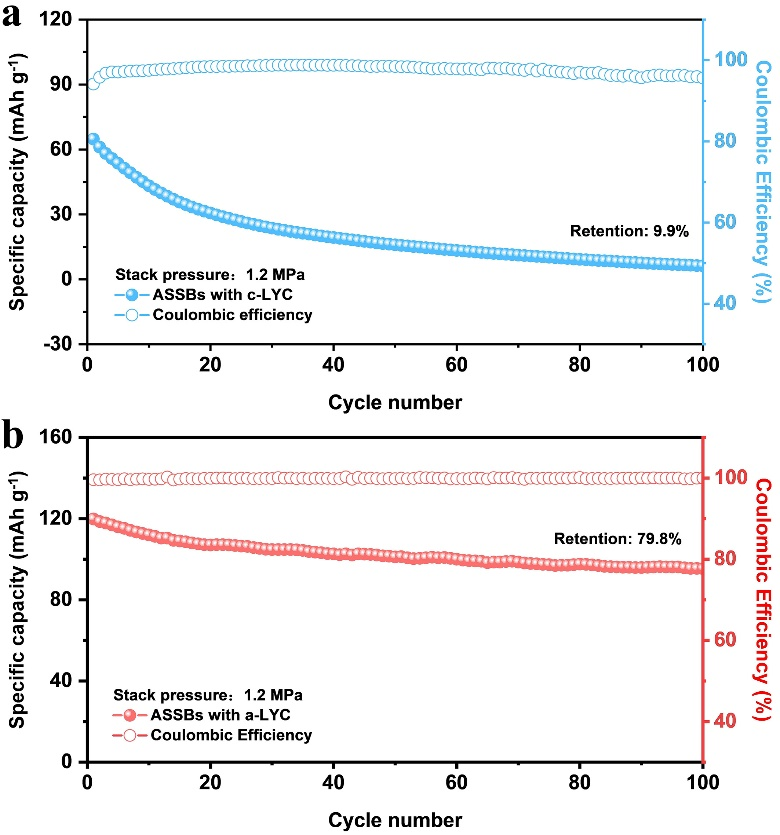 a
120
90
60
30
0
-30
Specific capacity (mAh g⁻¹)
100
80
60
40
Coulombic Efficiency (%)
Retention: 9.9%
Stack pressure: 1.2 MPa
ASSBs with c-LYC
Coulombic efficiency
0 20 40 60 80 100
Cycle number
b
160
120
80
40
0
Specific capacity (mAh g⁻¹)
100
80
60
40
Coulombic Efficiency (%)
Retention: 79.8%
Stack pressure: 1.2 MPa
ASSBs with a-LYC
Coulombic Efficiency
0 20 40 60 80 100
Cycle number